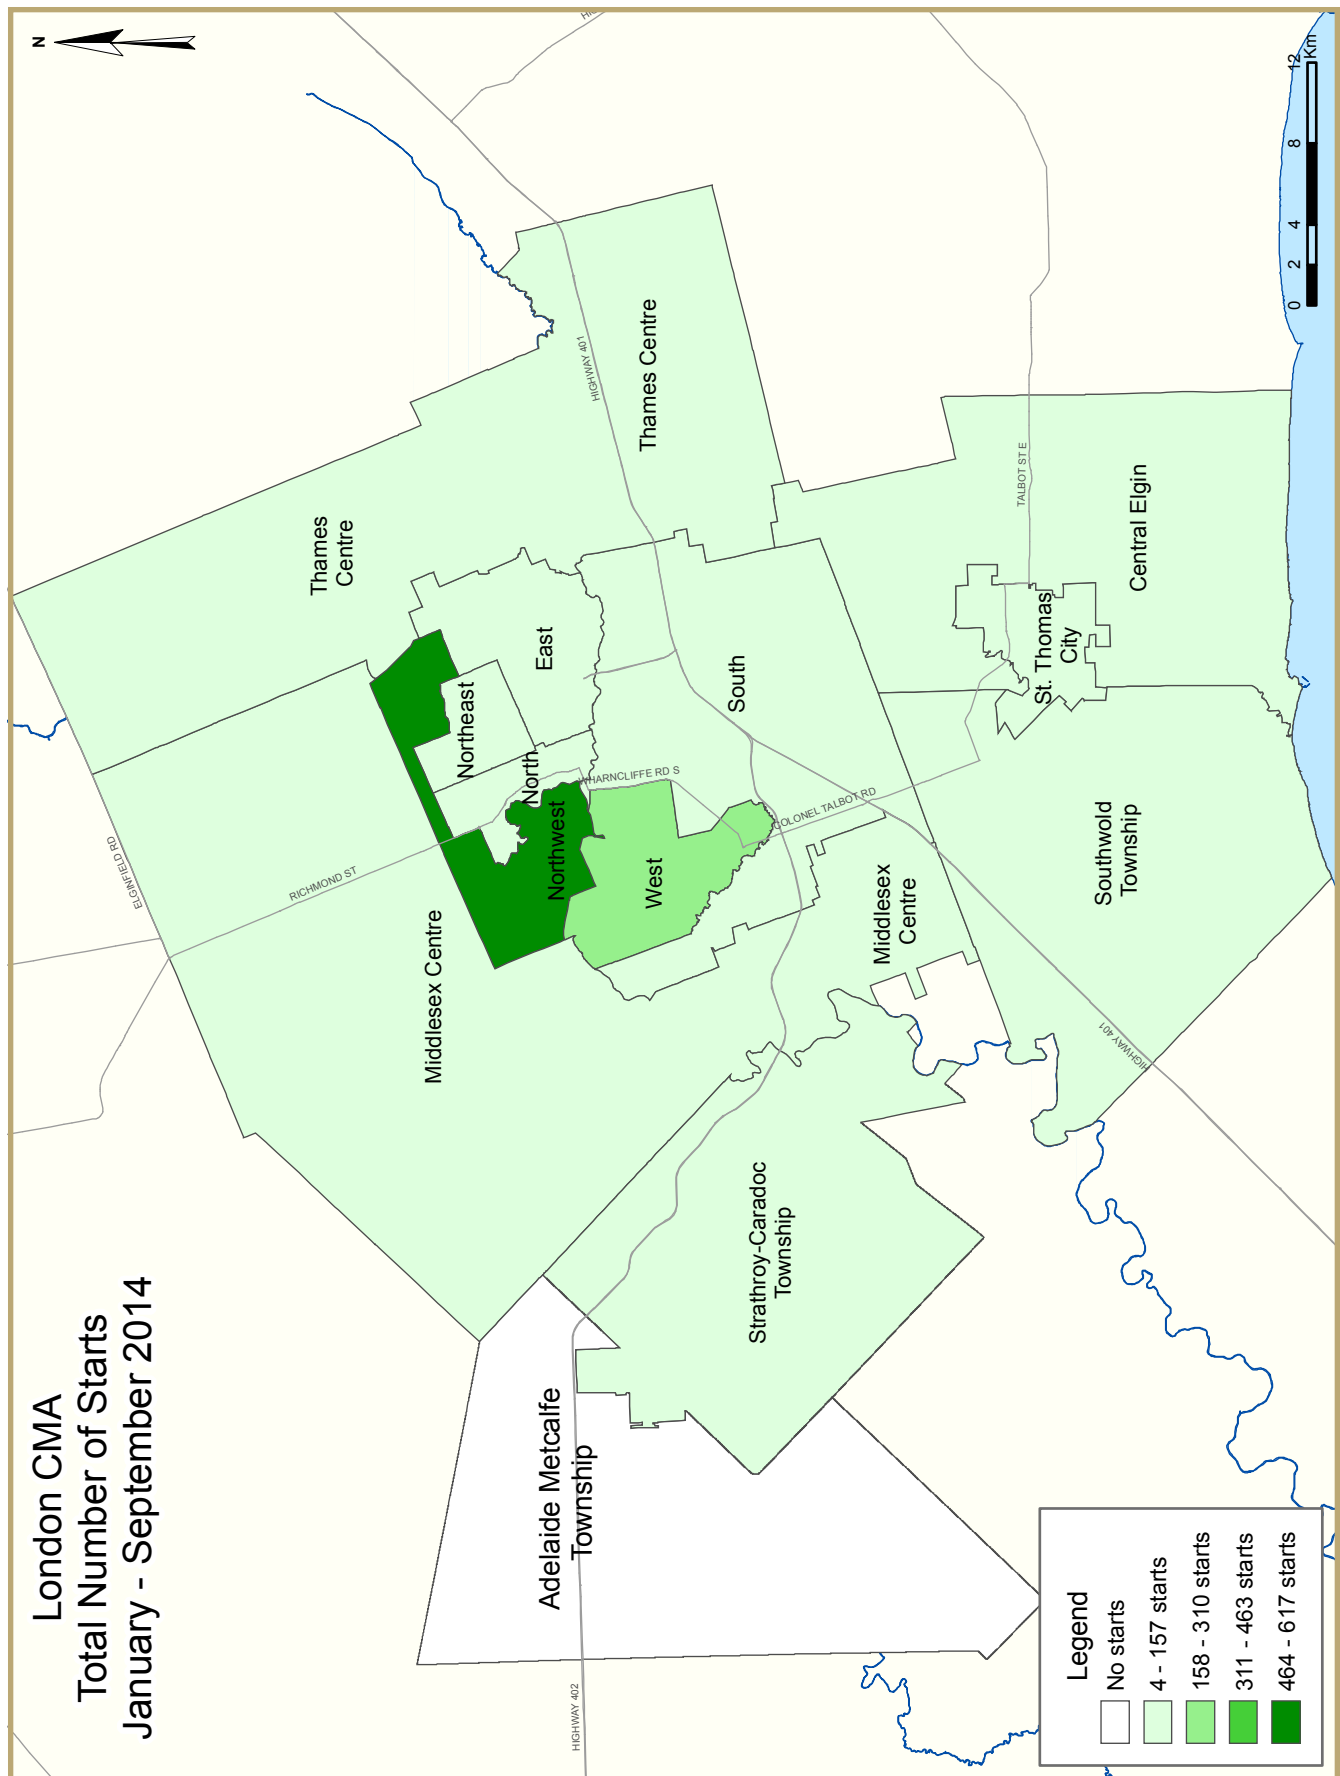 London CMA
Total Number of Starts
January - September 2014
N
ELGINFIELD RD
RICHMOND ST
Thames
Centre
Middlesex Centre
Northeast
East
North
Northwest
West
WHARNCLIFFE RD S
HIGHWAY 401
Thames Centre
South
COLONEL TALBOT RD
Middlesex
Centre
Adelaide Metcalfe
Township
HIGHWAY 402
Strathroy-Caradoc
Township
TALBOT ST E
St. Thomas
City
Central Elgin
Southwold
Township
HIGHWAY 401
Legend
No starts
4 - 157 starts
158 - 310 starts
311 - 463 starts
464 - 617 starts
0 2 4 8 12
Km